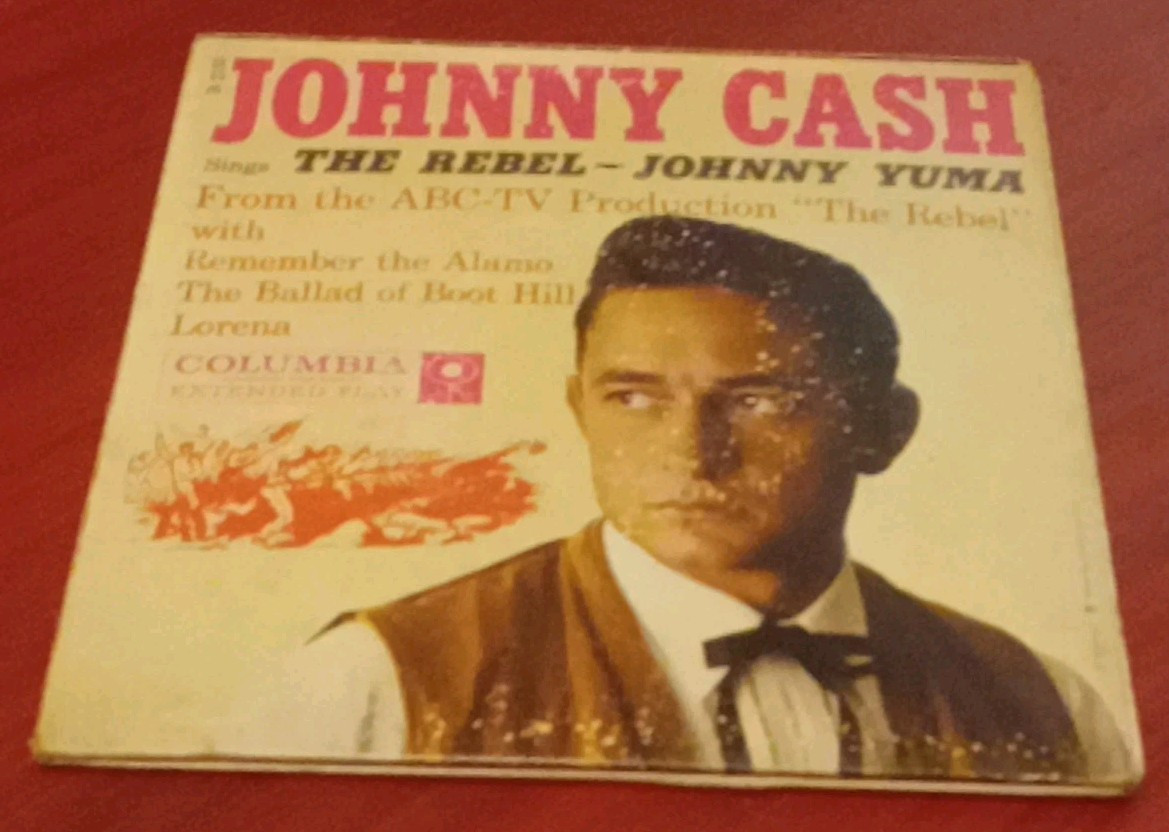 JOHNNY CASH
Sings THE REBEL – JOHNNY YUMA
From the ABC-TV Production "The Rebel"
with
Remember the Alamo
The Ballad of Boot Hill
Lorena
COLUMBIA
EXTENDED PLAY